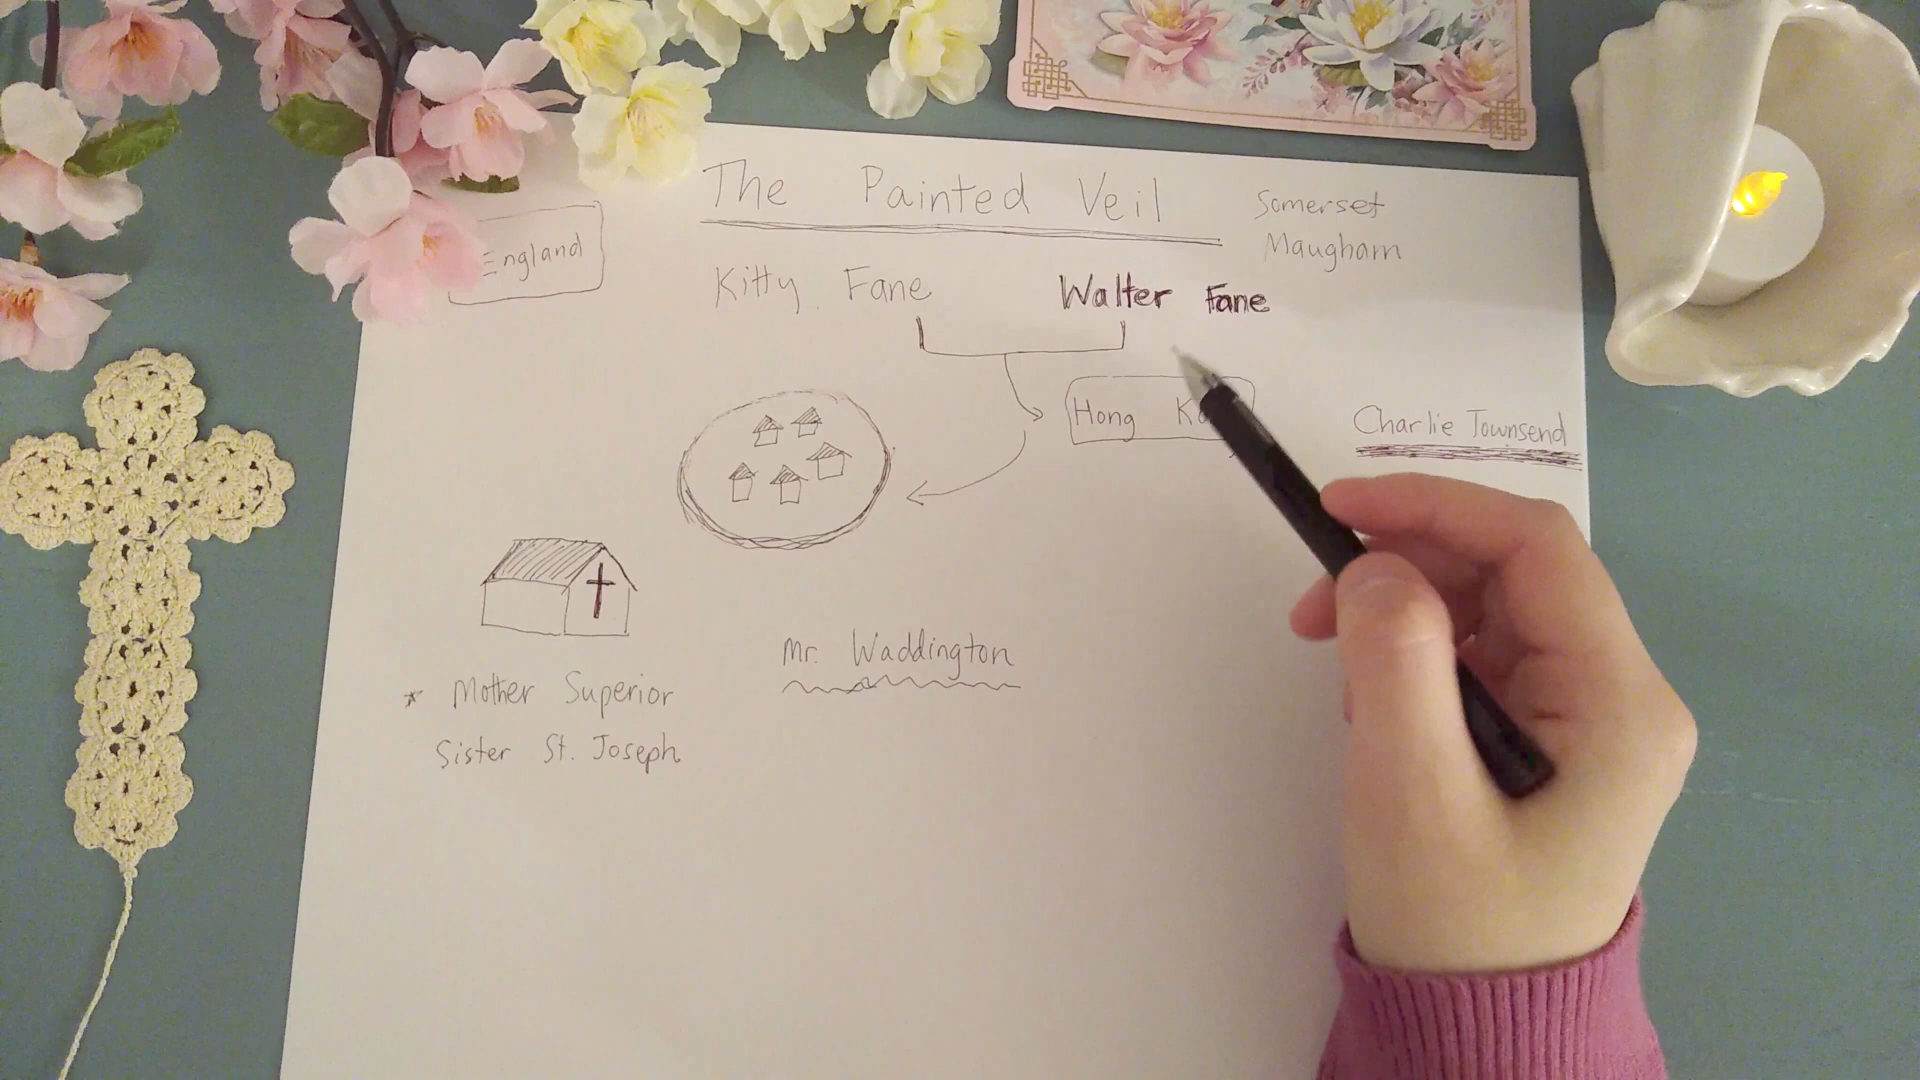 The Painted Veil
Somerset
Maugham
England
Kitty Fane
Walter Fane
Hong
Charlie Townsend
Mr. Waddington
* Mother Superior
Sister St. Joseph